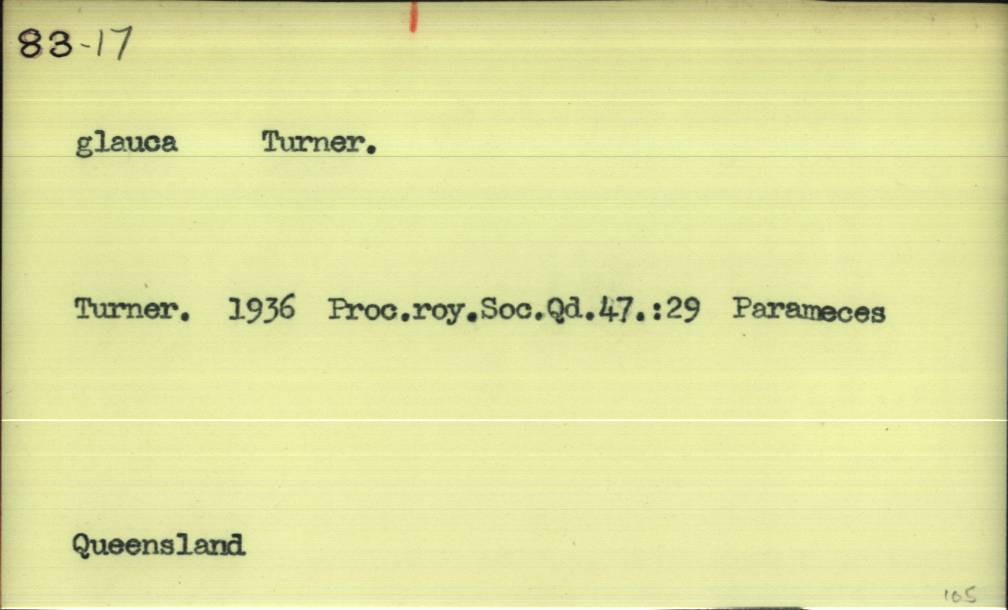 83-17
glauca Turner.
Turner. 1936 Proc.roy.Soc.Qd.47.:29 Parameces
Queensland
105